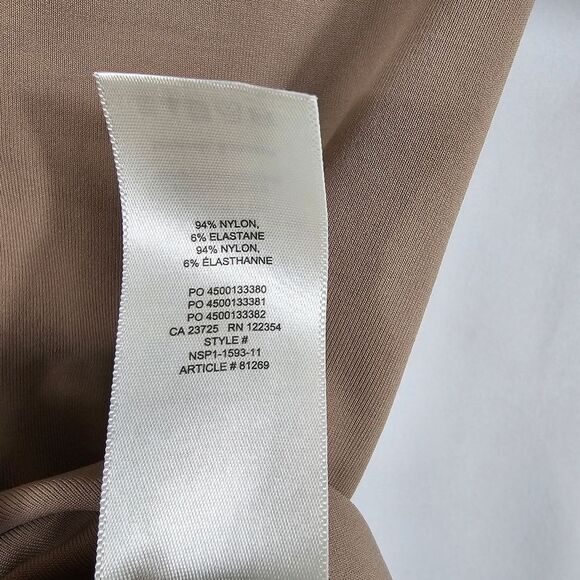 94% NYLON,
6% ELASTANE
94% NYLON,
6% ÉLASTHANNE
PO 4500133380
PO 4500133381
PO 4500133382
CA 23725 RN 122354
STYLE #
NSP1-1593-11
ARTICLE # 81269